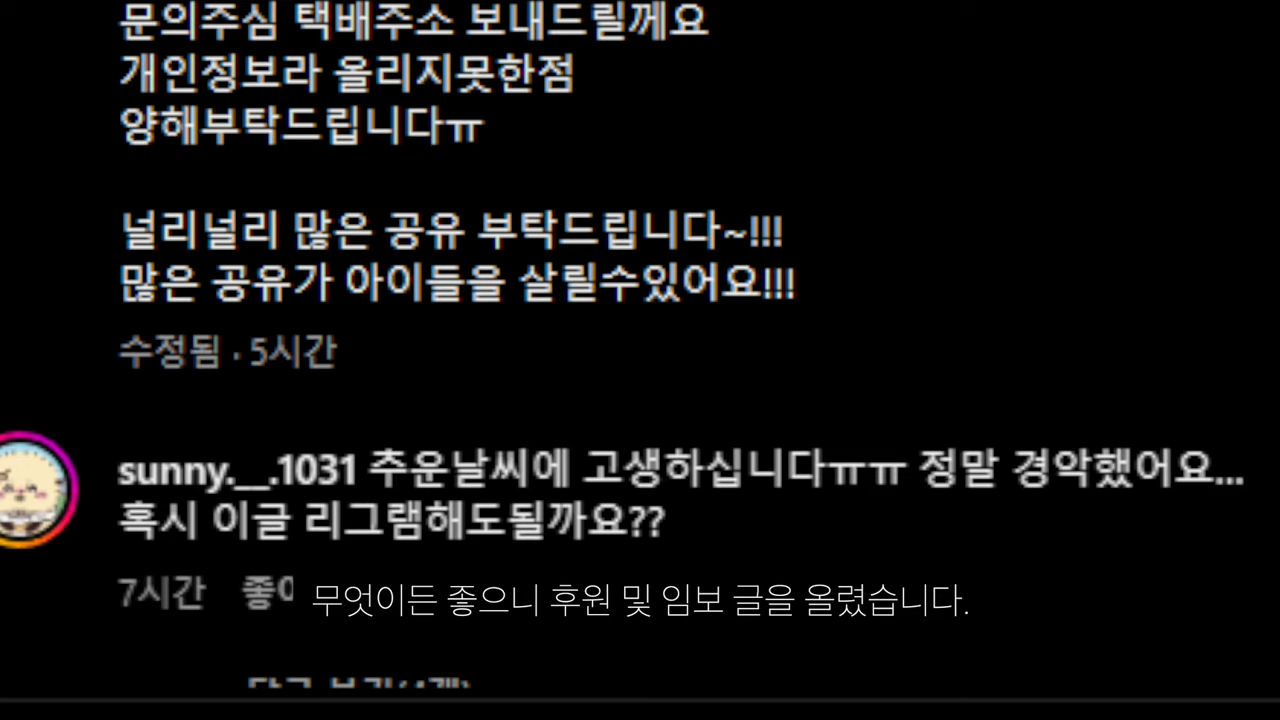 문의주심 택배주소 보내드릴께요
개인정보라 올리지못한점
양해부탁드립니다ㅠ
널리널리 많은 공유 부탁드립니다~!!!
많은 공유가 아이들을 살릴수있어요!!!
수정됨 · 5시간
sunny.__.1031 추운날씨에 고생하십니다ㅠㅠ 정말 경악했어요...
혹시 이글 리그램해도될까요??
7시간
무엇이든 좋으니 후원 및 임보 글을 올렸습니다.